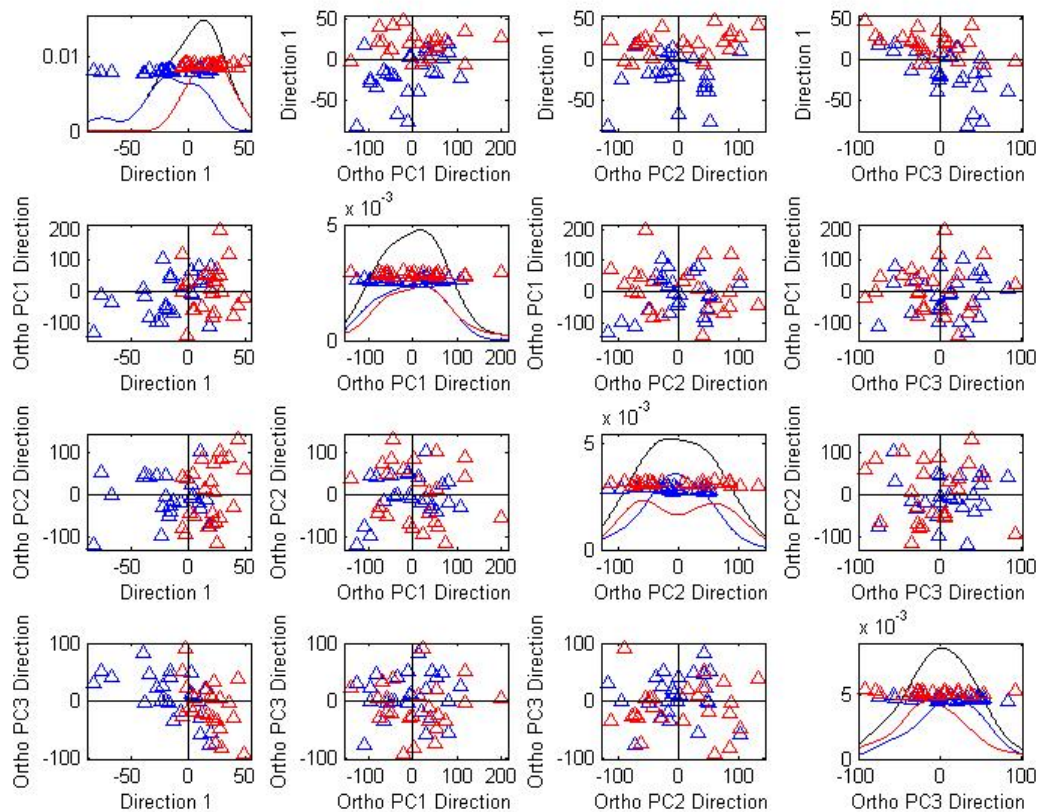 0.01
0
-50 0 50
Direction 1
Direction 1
50
0
-50
-100 0 100 200
Ortho PC1 Direction
Direction 1
50
0
-50
-100 0 100
Ortho PC2 Direction
Direction 1
50
0
-50
-100 0 100
Ortho PC3 Direction
Ortho PC1 Direction
200
100
0
-100
-50 0 50
Direction 1
x 10-3
5
0
-100 0 100 200
Ortho PC1 Direction
Ortho PC1 Direction
200
100
0
-100
-100 0 100
Ortho PC2 Direction
Ortho PC1 Direction
200
100
0
-100
-100 0 100
Ortho PC3 Direction
Ortho PC2 Direction
100
0
-100
-50 0 50
Direction 1
Ortho PC2 Direction
100
0
-100
-100 0 100 200
Ortho PC1 Direction
x 10-3
5
0
-100 0 100
Ortho PC2 Direction
Ortho PC2 Direction
100
0
-100
-100 0 100
Ortho PC3 Direction
Ortho PC3 Direction
100
0
-100
-50 0 50
Direction 1
Ortho PC3 Direction
100
0
-100
-100 0 100 200
Ortho PC1 Direction
Ortho PC3 Direction
100
0
-100
-100 0 100
Ortho PC2 Direction
x 10-3
5
0
-100 0 100
Ortho PC3 Direction